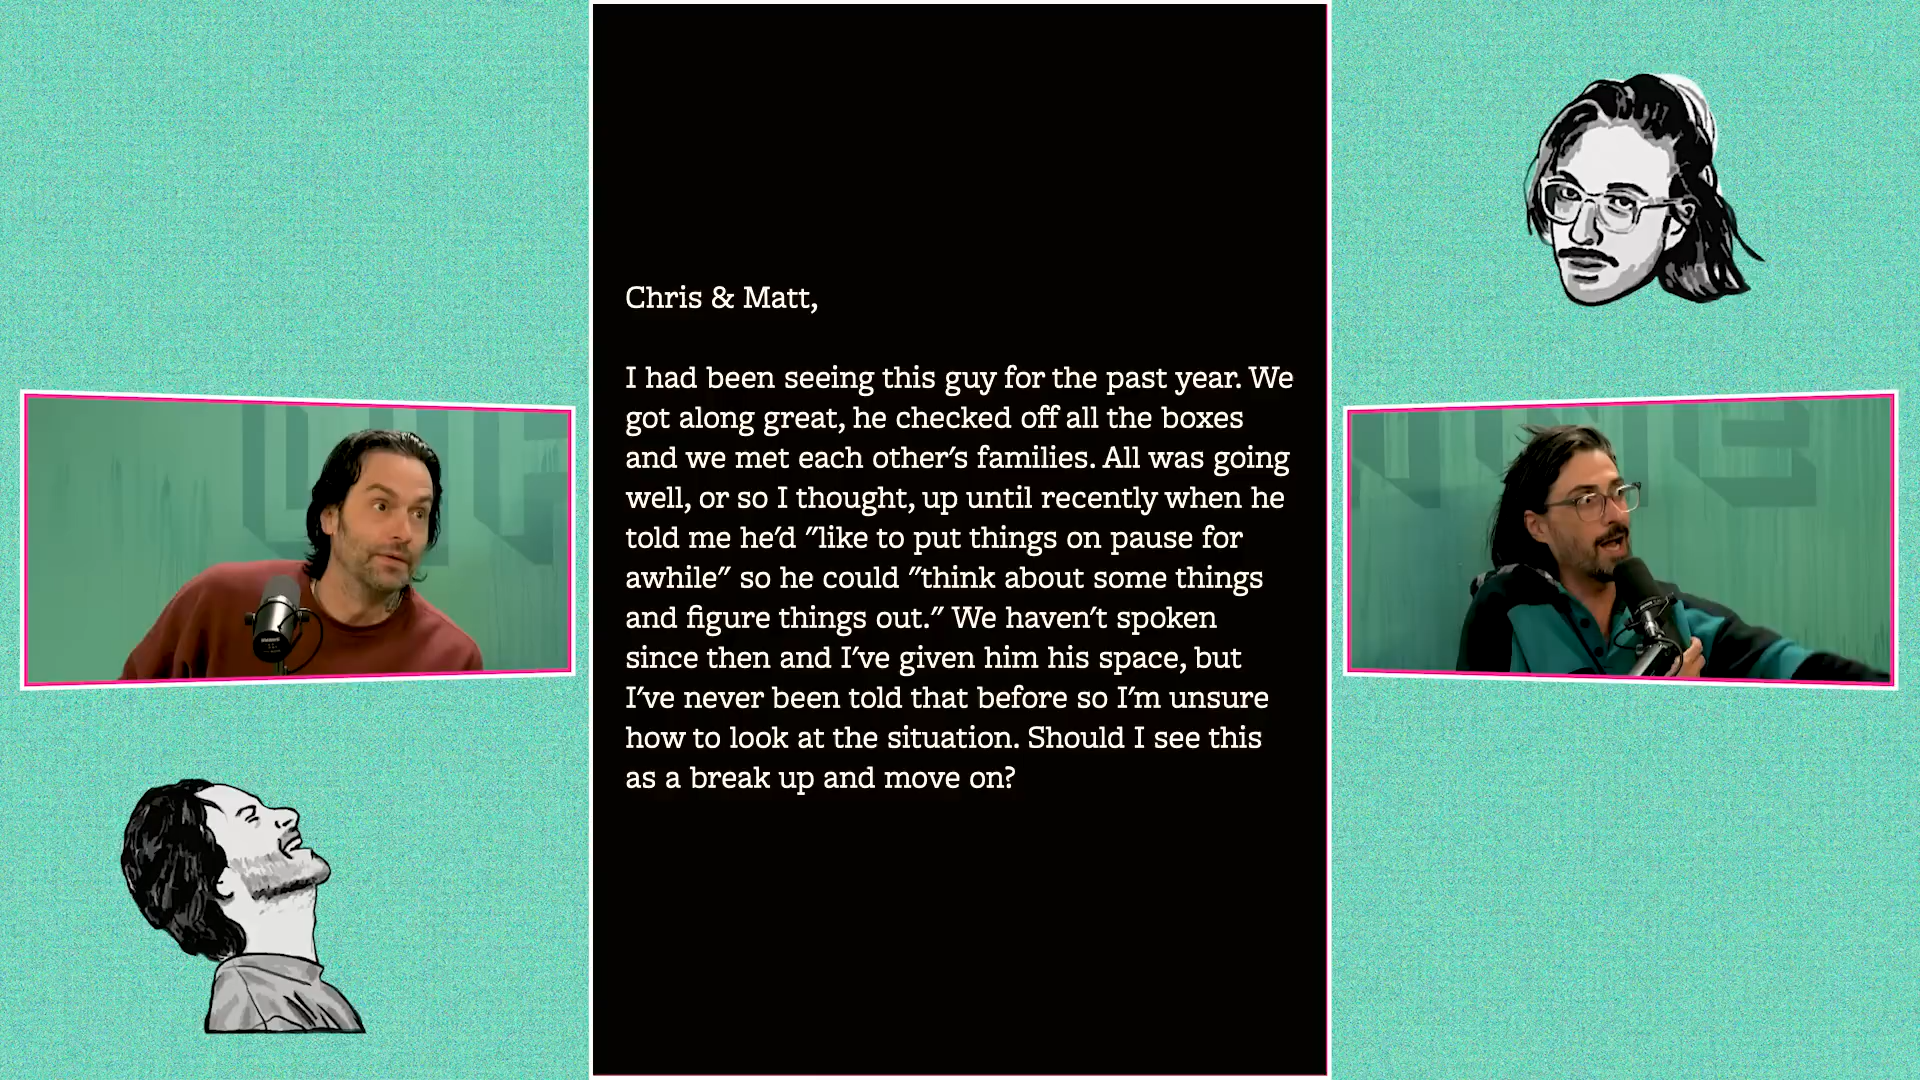 Chris & Matt,
I had been seeing this guy for the past year. We
got along great, he checked off all the boxes
and we met each other's families. All was going
well, or so I thought, up until recently when he
told me he'd "like to put things on pause for
awhile" so he could "think about some things
and figure things out." We haven't spoken
since then and I've given him his space, but
I've never been told that before so I'm unsure
how to look at the situation. Should I see this
as a break up and move on?